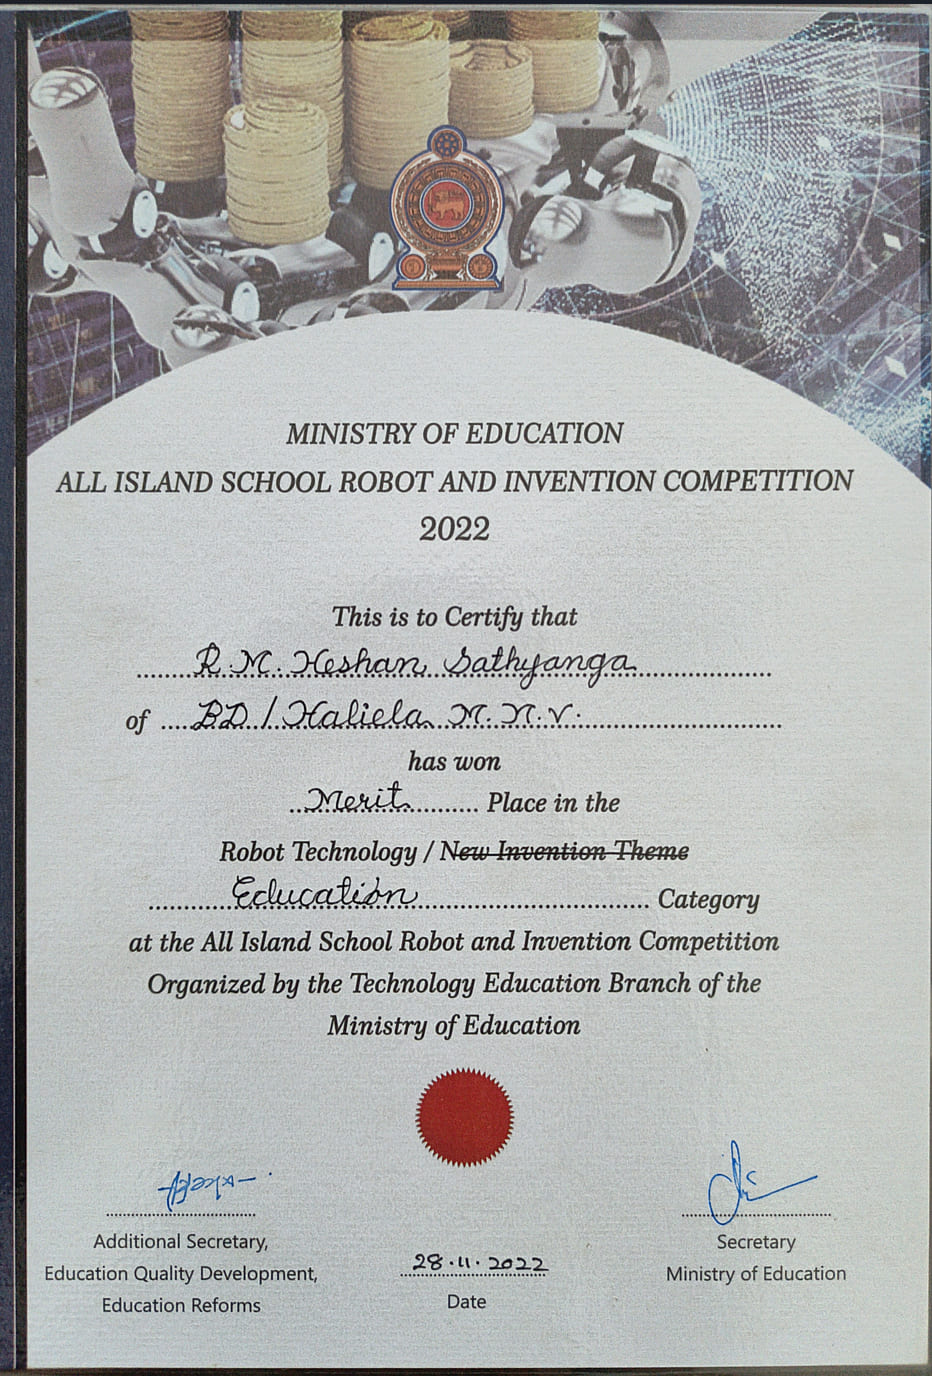 MINISTRY OF EDUCATION
ALL ISLAND SCHOOL ROBOT AND INVENTION COMPETITION
2022
This is to Certify that
R.M. Heshan Sathyanga
of BD / Haliela M.M.V.
has won
Merit Place in the
Robot Technology / New Invention Theme
Education Category
at the All Island School Robot and Invention Competition
Organized by the Technology Education Branch of the
Ministry of Education
Additional Secretary,
Education Quality Development,
Education Reforms
28.11.2022
Date
Secretary
Ministry of Education